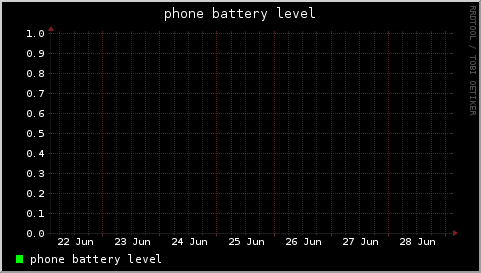 phone battery level
RRDTOOL / TOBI OETIKER
1.0
0.9
0.8
0.7
0.6
0.5
0.4
0.3
0.2
0.1
0.0
22 Jun 23 Jun 24 Jun 25 Jun 26 Jun 27 Jun 28 Jun
phone battery level